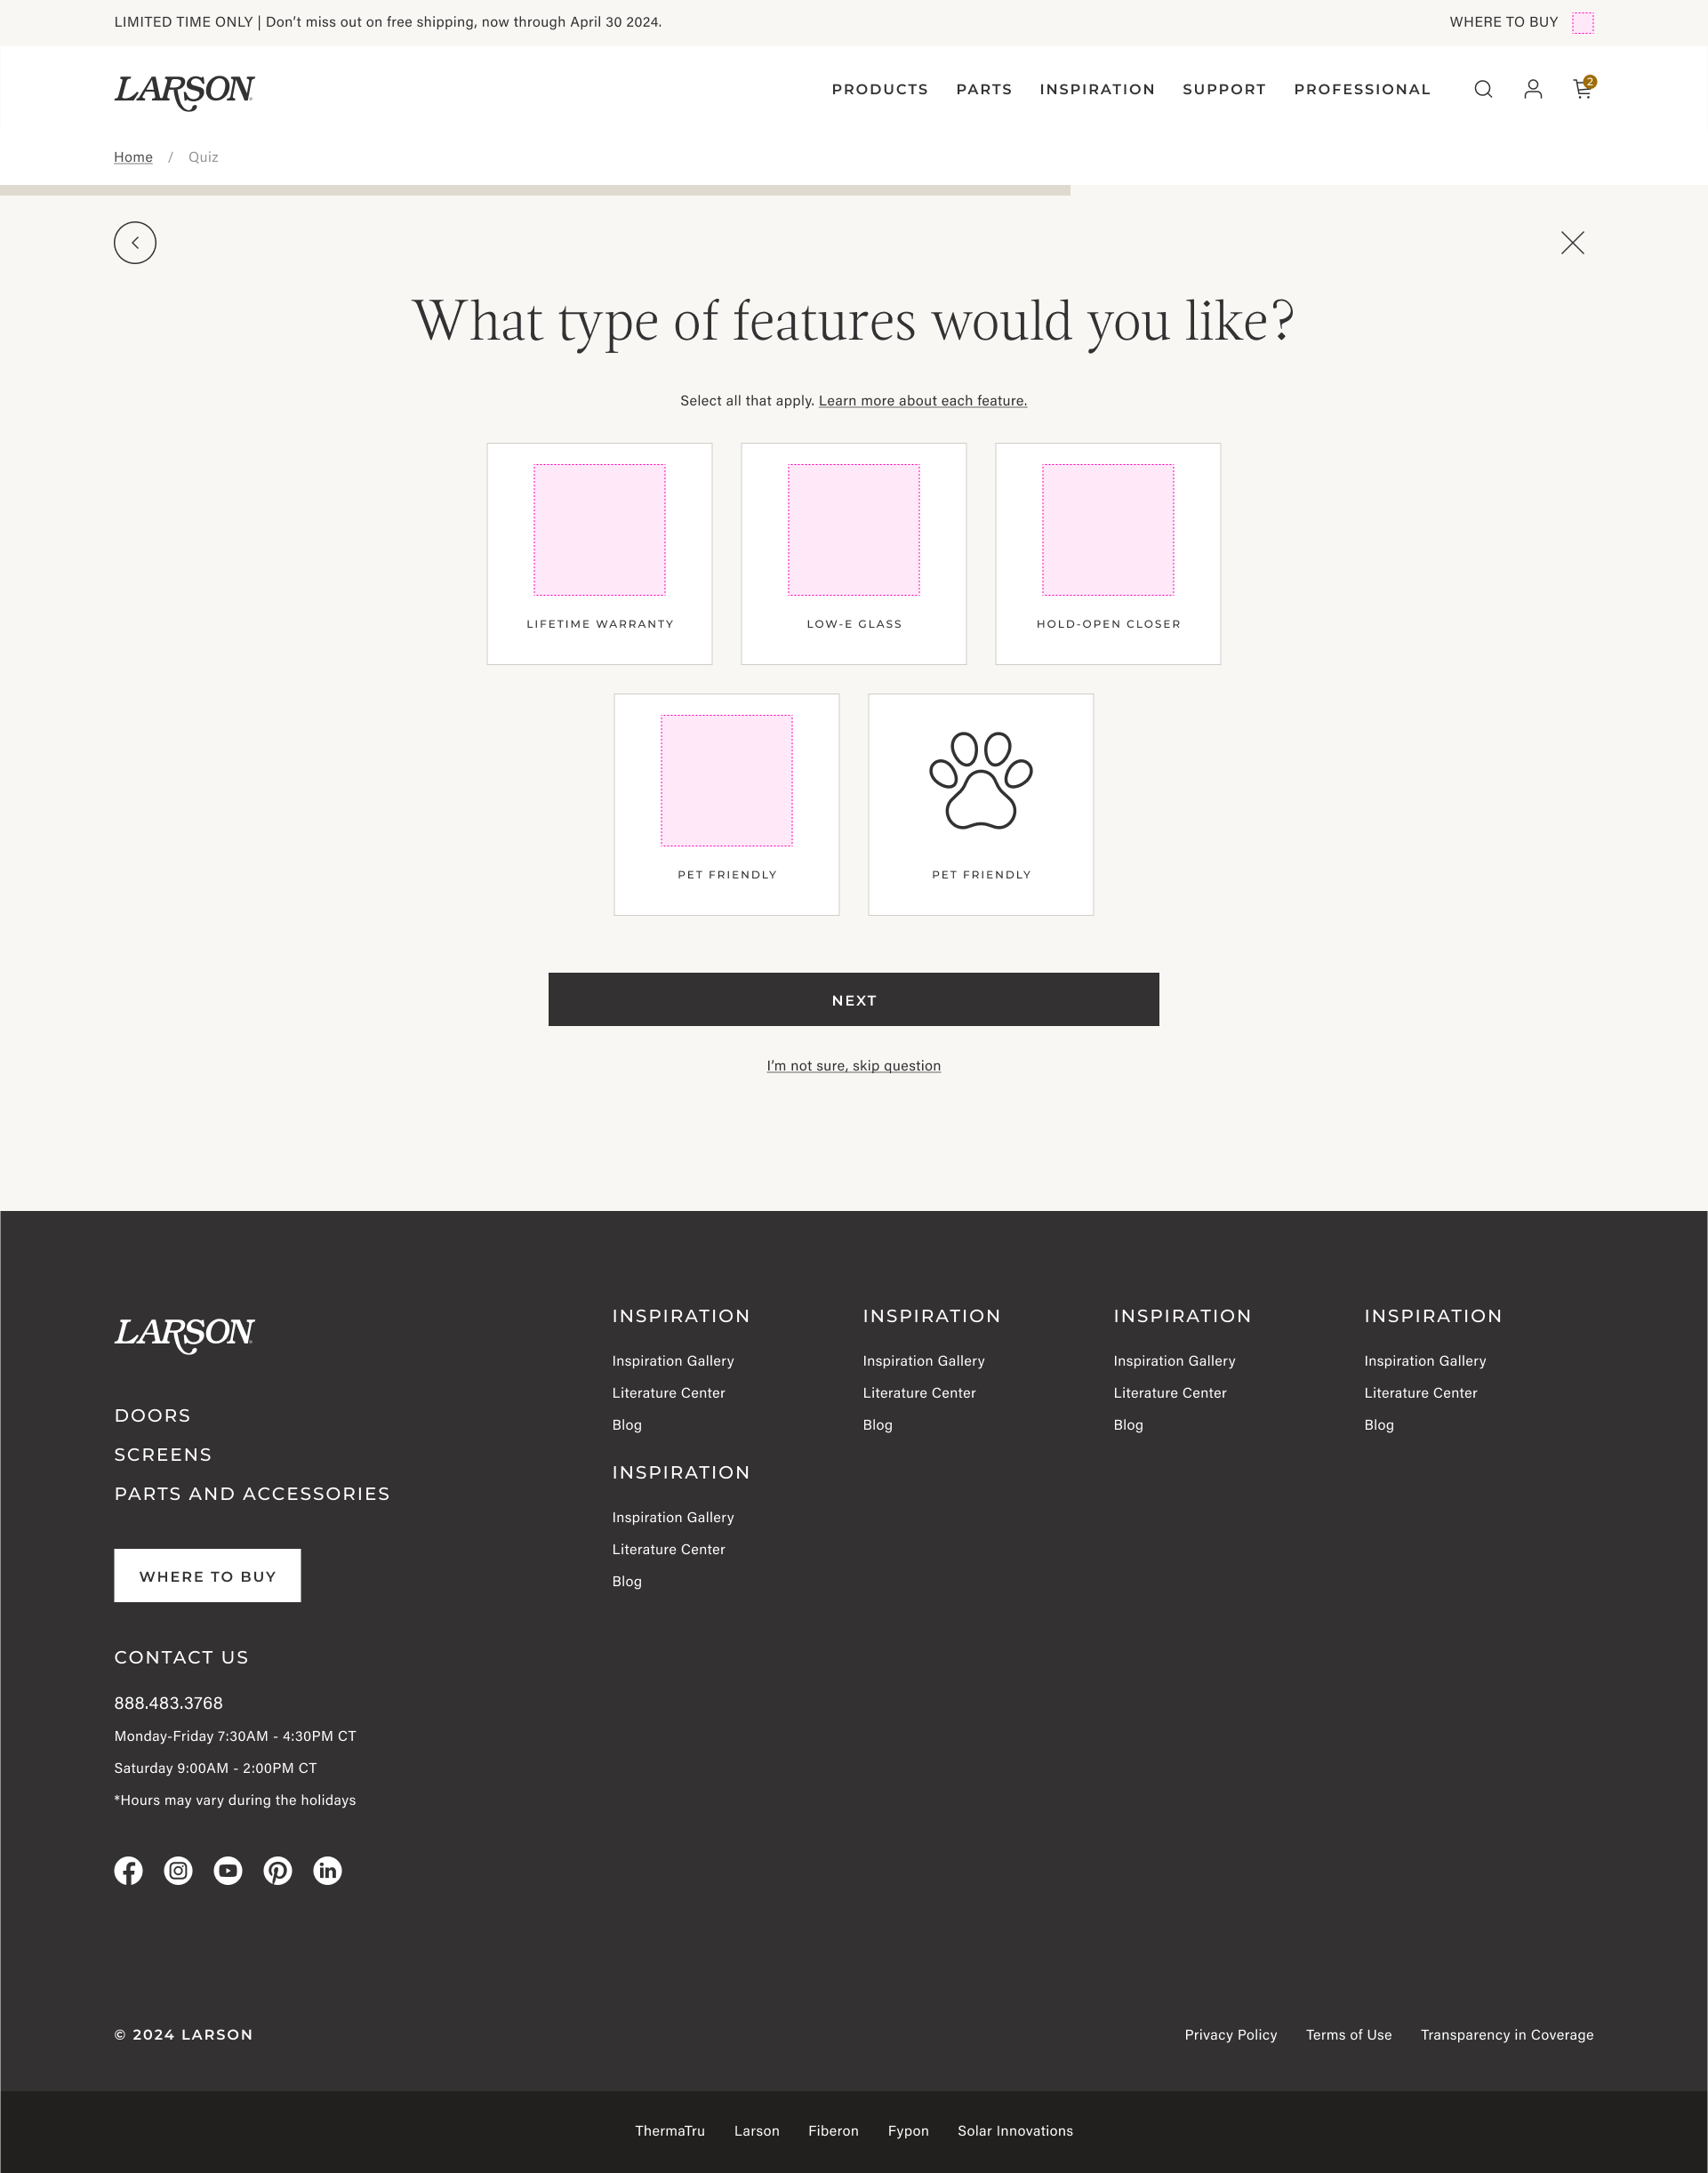 LIMITED TIME ONLY | Don't miss out on free shipping, now through April 30 2024.
WHERE TO BUY
LARSON
PRODUCTS PARTS INSPIRATION SUPPORT PROFESSIONAL
2
Home / Quiz
What type of features would you like?
Select all that apply. Learn more about each feature.
LIFETIME WARRANTY
LOW-E GLASS
HOLD-OPEN CLOSER
PET FRIENDLY
PET FRIENDLY
NEXT
I'm not sure, skip question
LARSON
DOORS
SCREENS
PARTS AND ACCESSORIES
WHERE TO BUY
CONTACT US
888.483.3768
Monday-Friday 7:30AM - 4:30PM CT
Saturday 9:00AM - 2:00PM CT
*Hours may vary during the holidays
INSPIRATION
Inspiration Gallery
Literature Center
Blog
INSPIRATION
Inspiration Gallery
Literature Center
Blog
INSPIRATION
Inspiration Gallery
Literature Center
Blog
INSPIRATION
Inspiration Gallery
Literature Center
Blog
INSPIRATION
Inspiration Gallery
Literature Center
Blog
© 2024 LARSON
Privacy Policy Terms of Use Transparency in Coverage
ThermaTru Larson Fiberon Fypon Solar Innovations